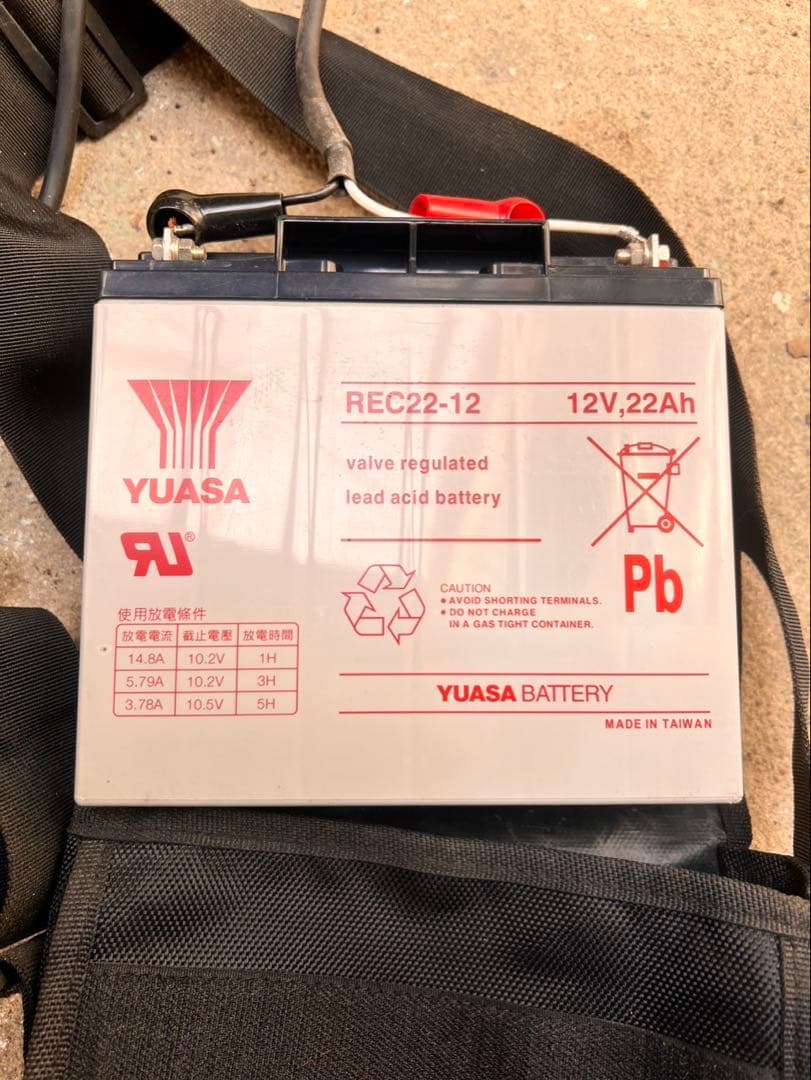 YUASA
REC22-12 12V,22Ah
valve regulated
lead acid battery
Pb
CAUTION
• AVOID SHORTING TERMINALS.
• DO NOT CHARGE
IN A GAS TIGHT CONTAINER.
使用放電條件
放電電流 截止電壓 放電時間
14.8A 10.2V 1H
5.79A 10.2V 3H
3.78A 10.5V 5H
YUASA BATTERY
MADE IN TAIWAN